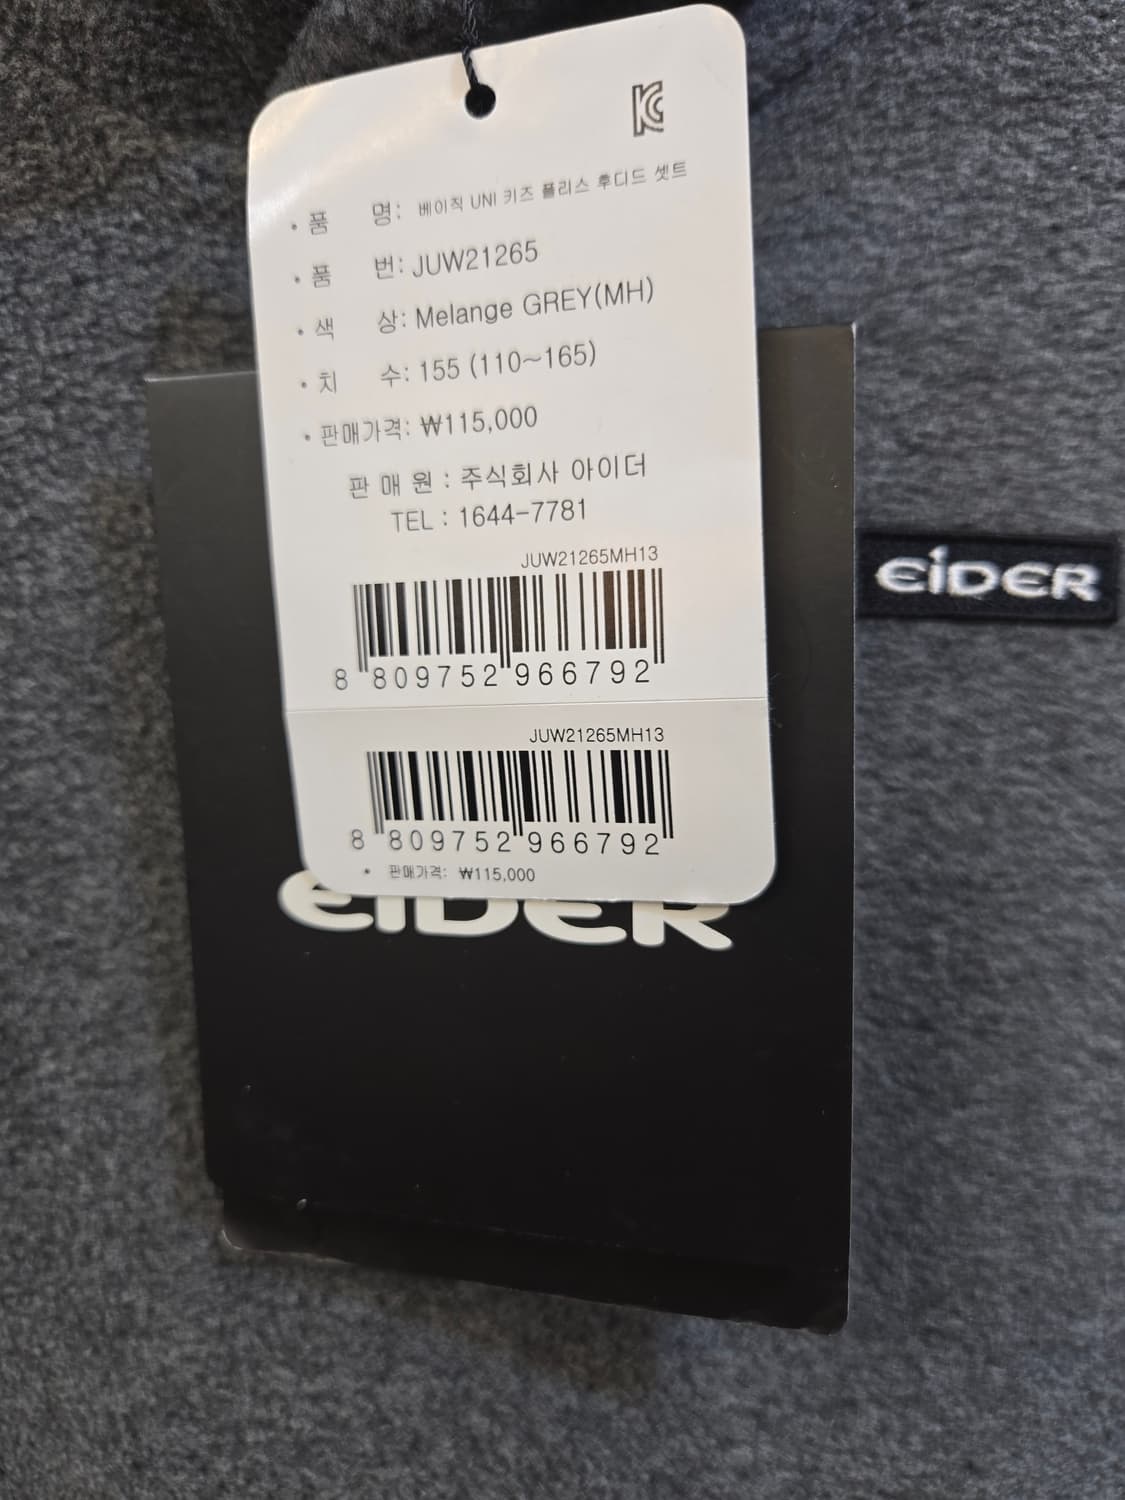 KC
• 품 명: 베이직 UNI 키즈 플리스 후디드 셋트
• 품 번: JUW21265
• 색 상: Melange GREY(MH)
• 치 수: 155 (110~165)
• 판매가격: ₩115,000
판 매 원 : 주식회사 아이더
TEL : 1644-7781
JUW21265MH13
8 809752 966792
JUW21265MH13
8 809752 966792
• 판매가격: ₩115,000
EiDER
EiDER